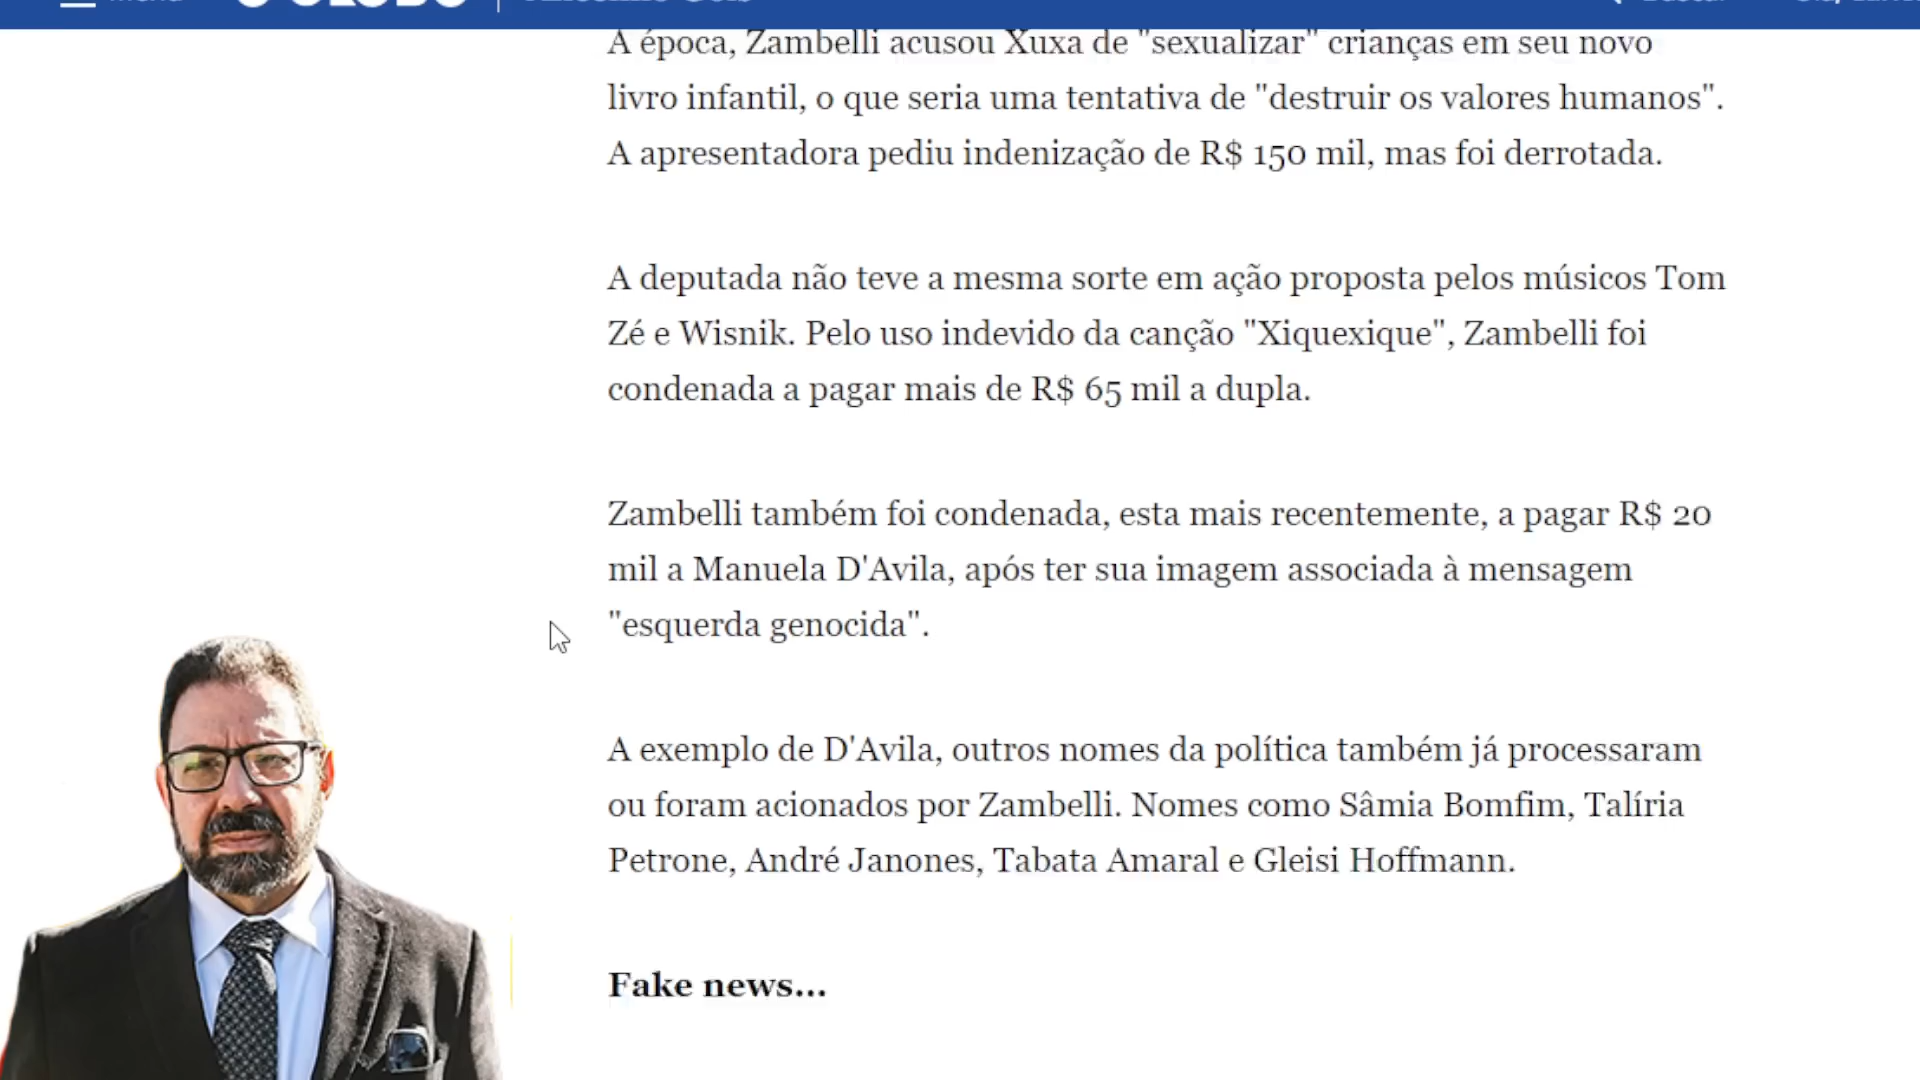 À época, Zambelli acusou Xuxa de "sexualizar" crianças em seu novo
livro infantil, o que seria uma tentativa de "destruir os valores humanos".
A apresentadora pediu indenização de R$ 150 mil, mas foi derrotada.
A deputada não teve a mesma sorte em ação proposta pelos músicos Tom
Zé e Wisnik. Pelo uso indevido da canção "Xiquexique", Zambelli foi
condenada a pagar mais de R$ 65 mil a dupla.
Zambelli também foi condenada, esta mais recentemente, a pagar R$ 20
mil a Manuela D'Avila, após ter sua imagem associada à mensagem
"esquerda genocida".
A exemplo de D'Avila, outros nomes da política também já processaram
ou foram acionados por Zambelli. Nomes como Sâmia Bomfim, Talíria
Petrone, André Janones, Tabata Amaral e Gleisi Hoffmann.
Fake news...